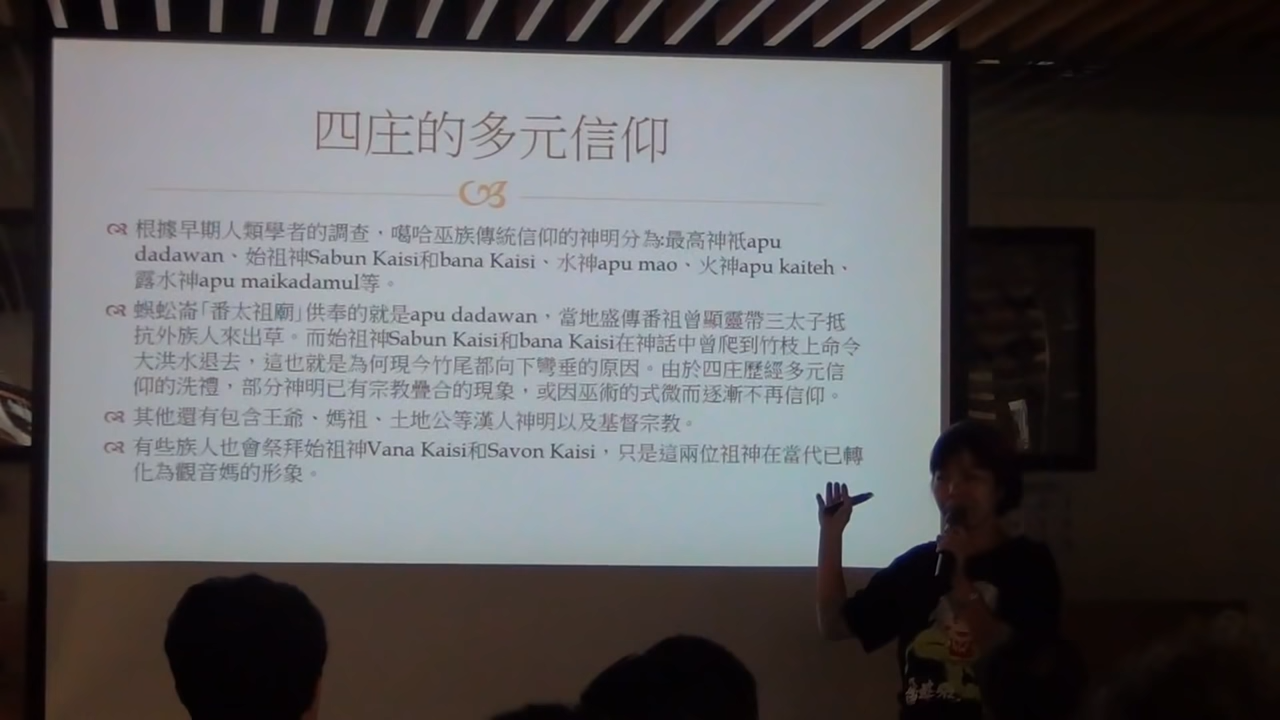 四庄的多元信仰
根據早期人類學者的調查，噶哈巫族傳統信仰的神明分為:最高神祇apu
dadawan、始祖神Sabun Kaisi和bana Kaisi、水神apu mao、火神apu kaiteh、
露水神apu maikadamul等。
蜈蚣崙｢番太祖廟｣供奉的就是apu dadawan，當地盛傳番祖曾顯靈帶三太子抵
抗外族人來出草。而始祖神Sabun Kaisi和bana Kaisi在神話中曾爬到竹枝上命令
大洪水退去，這也就是為何現今竹尾都向下彎垂的原因。由於四庄歷經多元信
仰的洗禮，部分神明已有宗教疊合的現象，或因巫術的式微而逐漸不再信仰。
其他還有包含王爺、媽祖、土地公等漢人神明以及基督宗教。
有些族人也會祭拜始祖神Vana Kaisi和Savon Kaisi，只是這兩位祖神在當代已轉
化為觀音媽的形象。